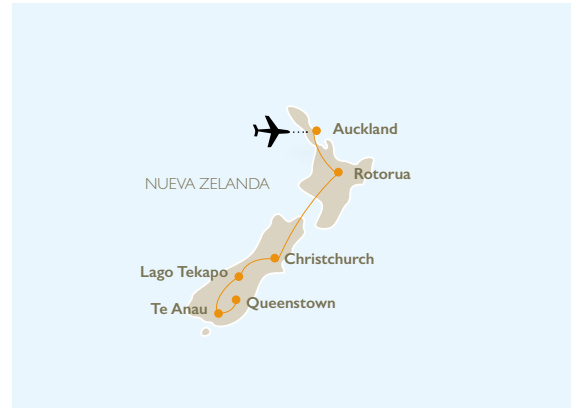 Auckland
Rotorua
NUEVA ZELANDA
Christchurch
Lago Tekapo
Queenstown
Te Anau